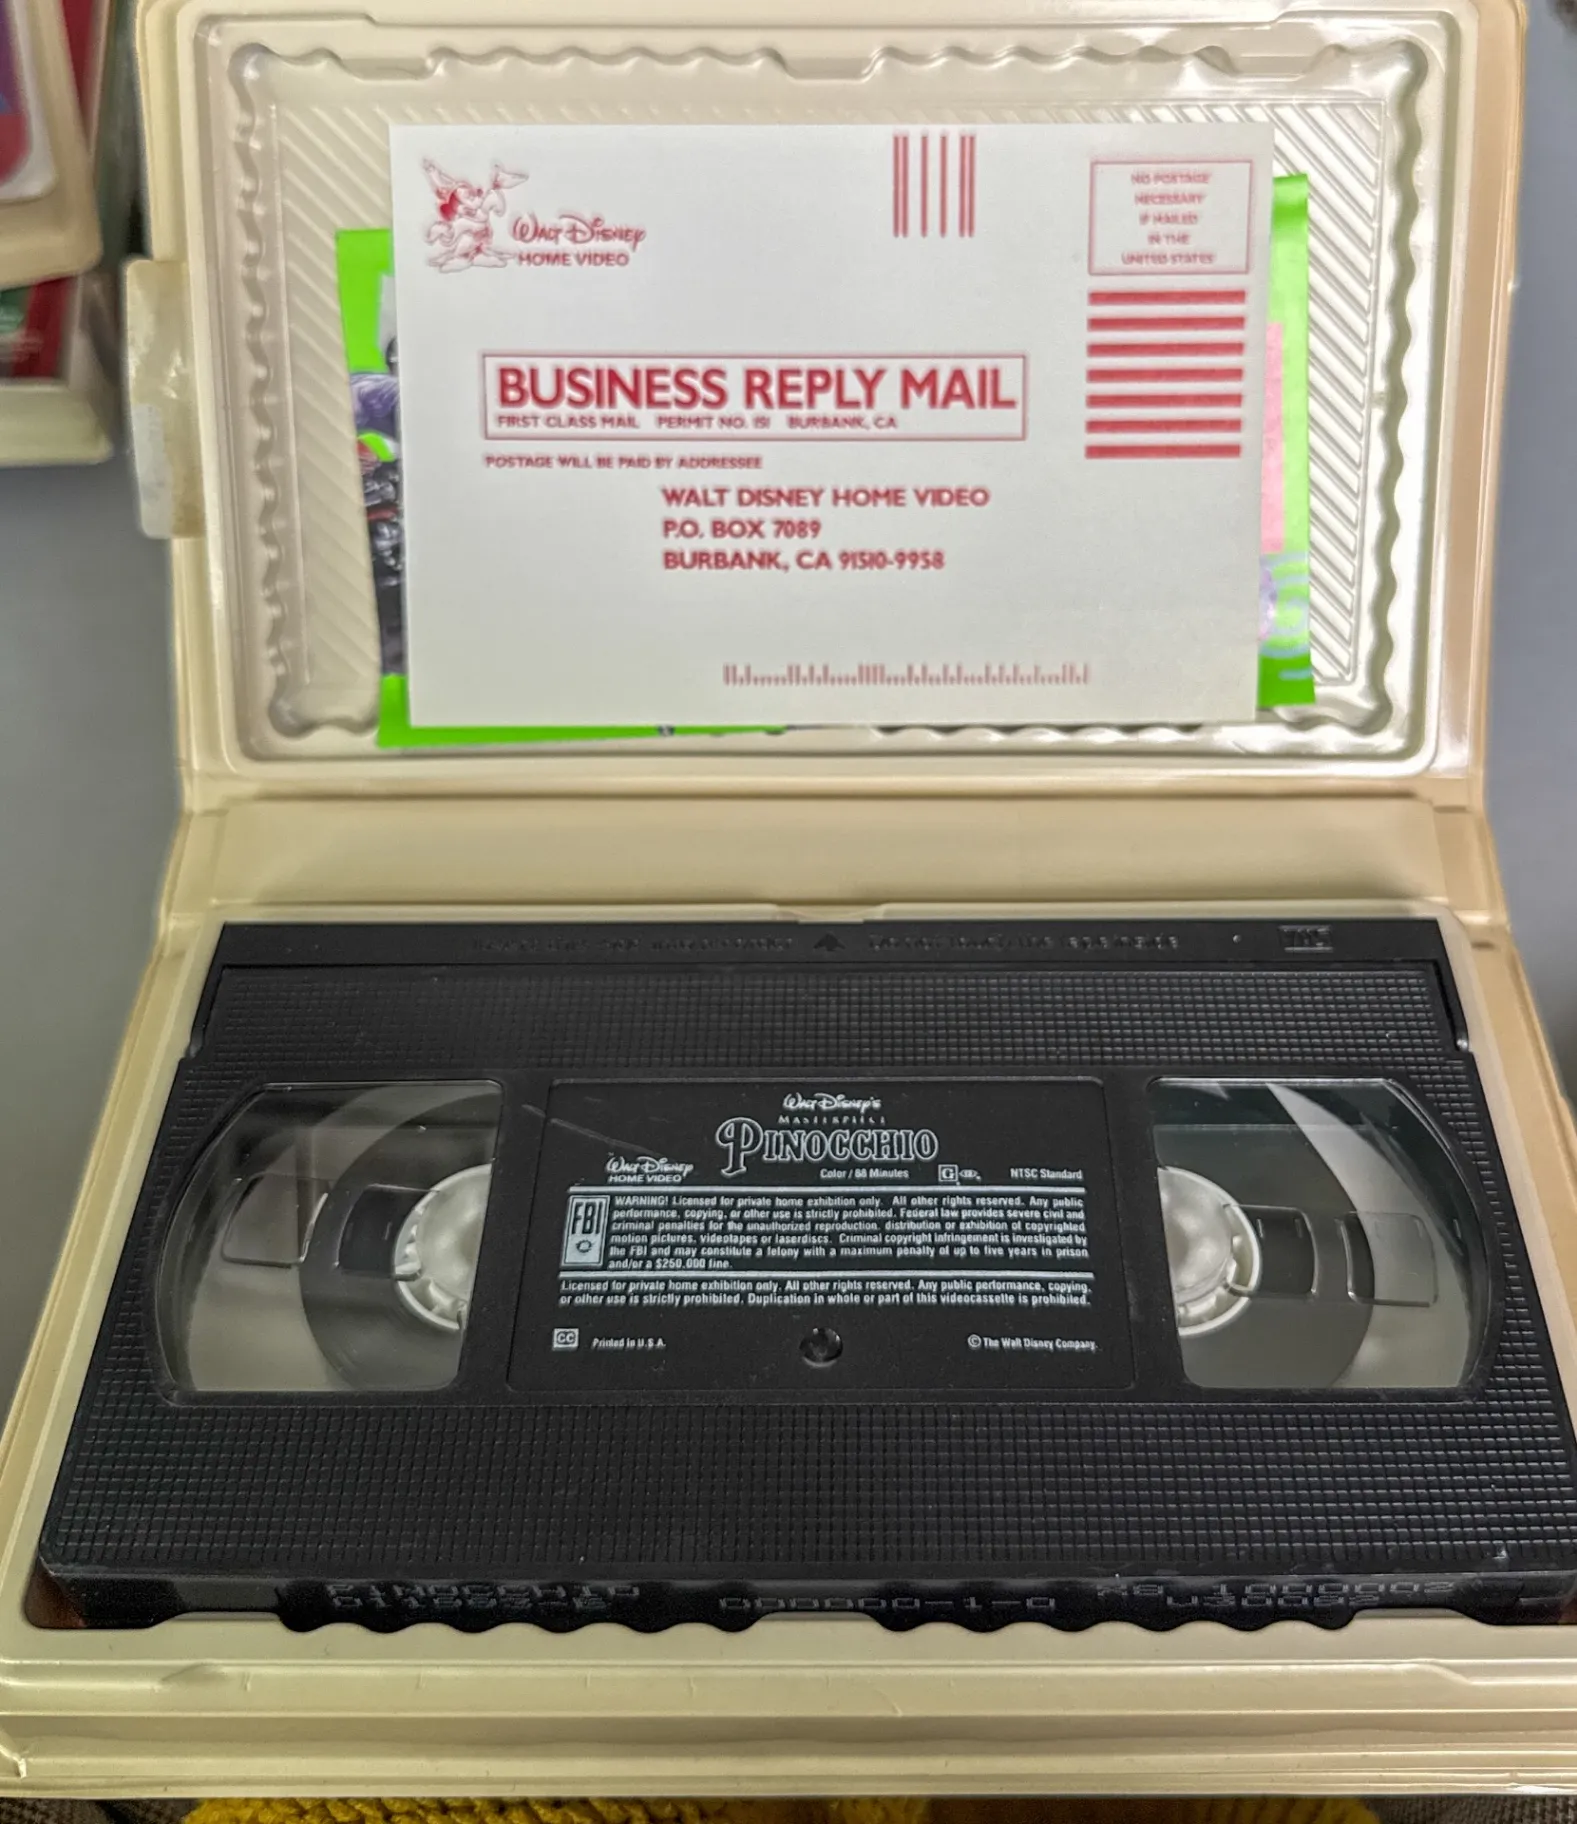 WALT DISNEY
HOME VIDEO
NO POSTAGE
NECESSARY
IF MAILED
IN THE
UNITED STATES
BUSINESS REPLY MAIL
FIRST CLASS MAIL PERMIT NO. 151 BURBANK, CA
POSTAGE WILL BE PAID BY ADDRESSEE
WALT DISNEY HOME VIDEO
P.O. BOX 7089
BURBANK, CA 91510-9958
Do not touch the tape inside
WALT DISNEY'S
MASTERPIECE
PINOCCHIO
WALT DISNEY
HOME VIDEO
Color / 88 Minutes
G
NTSC Standard
FBI
WARNING! Licensed for private home exhibition only. All other rights reserved. Any public
performance, copying, or other use is strictly prohibited. Federal law provides severe civil and
criminal penalties for the unauthorized reproduction, distribution or exhibition of copyrighted
motion pictures, videotapes or laserdiscs. Criminal copyright infringement is investigated by
the FBI and may constitute a felony with a maximum penalty of up to five years in prison
and/or a $250,000 fine.
Licensed for private home exhibition only. All other rights reserved. Any public performance, copying,
or other use is strictly prohibited. Duplication in whole or part of this videocassette is prohibited.
CC
Printed in U.S.A.
© The Walt Disney Company.
PINOCCHIO